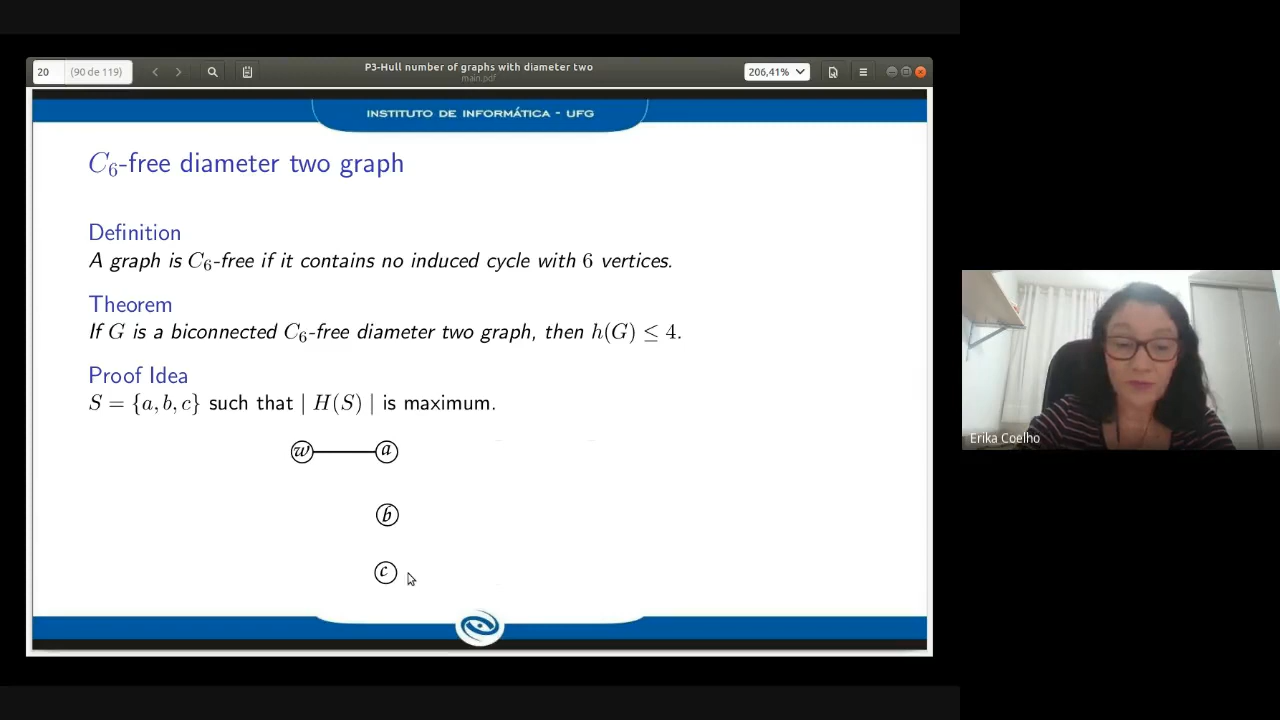 20 (90 de 119) P3-Hull number of graphs with diameter two 206,41%
main.pdf
INSTITUTO DE INFORMÁTICA - UFG
C₆-free diameter two graph
Definition
A graph is C₆-free if it contains no induced cycle with 6 vertices.
Theorem
If G is a biconnected C₆-free diameter two graph, then h(G) ≤ 4.
Proof Idea
S = {a, b, c} such that | H(S) | is maximum.
w a
b
c
Erika Coelho